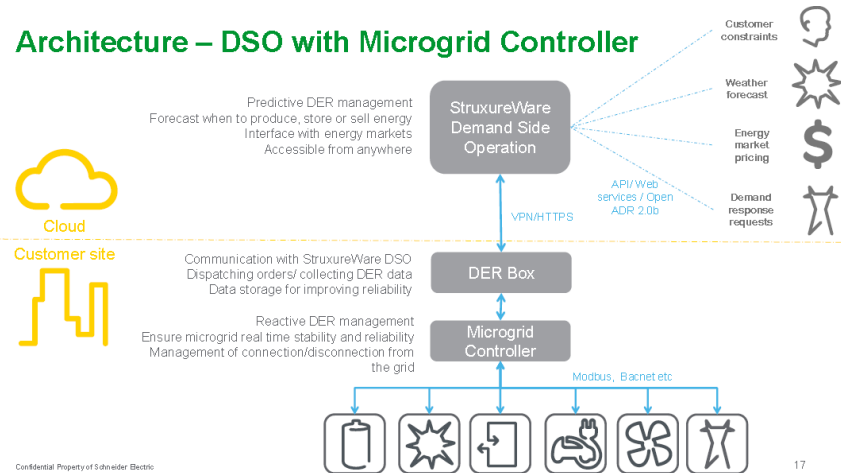 Architecture – DSO with Microgrid Controller
Customer
constraints
Weather
forecast
Energy
market
pricing
Demand
response
requests
Predictive DER management
Forecast when to produce, store or sell energy
Interface with energy markets
Accessible from anywhere
StruxureWare
Demand Side
Operation
API/ Web
services / Open
ADR 2.0b
VPN/HTTPS
Cloud
Customer site
Communication with StruxureWare DSO
Dispatching orders/ collecting DER data
Data storage for improving reliability
DER Box
Reactive DER management
Ensure microgrid real time stability and reliability
Management of connection/disconnection from
the grid
Microgrid
Controller
Modbus, Bacnet etc
Confidential Property of Schneider Electric
17